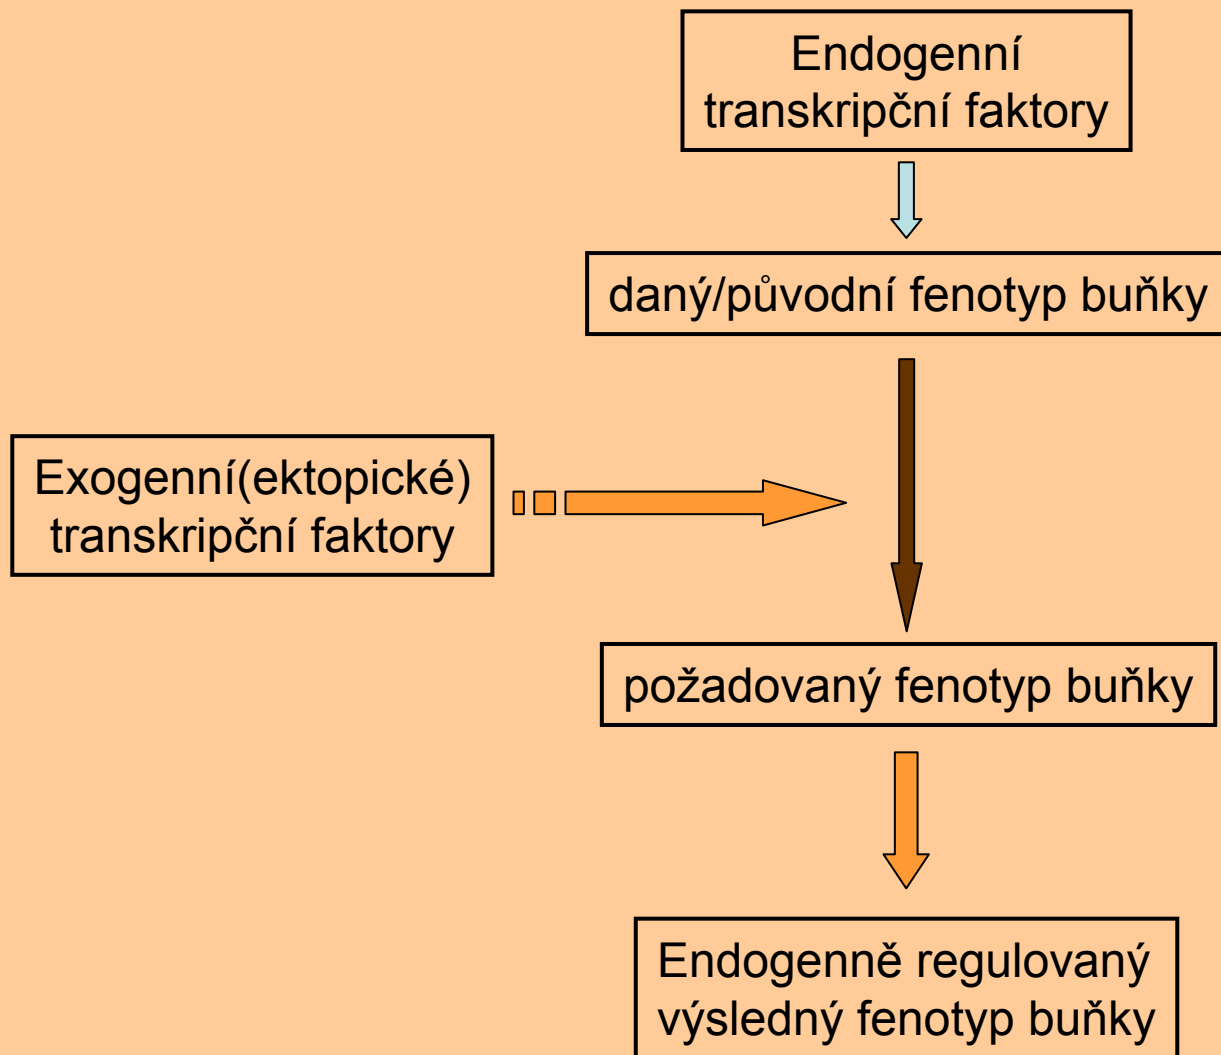 Endogenní
transkripční faktory
daný/původní fenotyp buňky
Exogenní(ektopické)
transkripční faktory
požadovaný fenotyp buňky
Endogenně regulovaný
výsledný fenotyp buňky